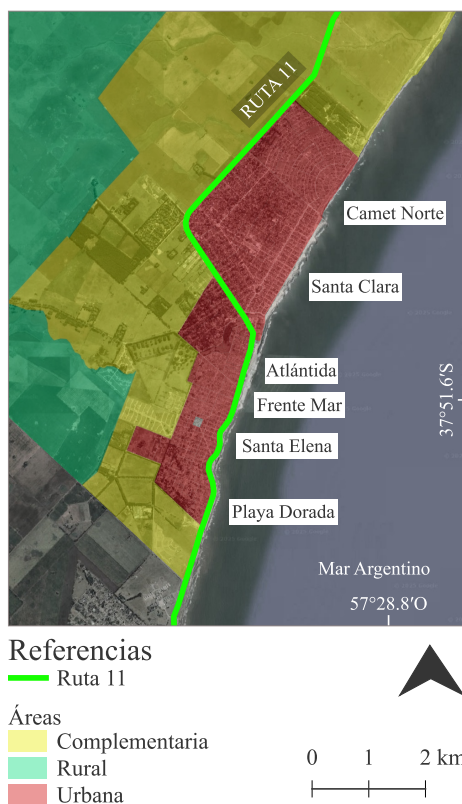 RUTA 11
Camet Norte
Santa Clara
Atlántida
Frente Mar
Santa Elena
Playa Dorada
37°51.6'S
Mar Argentino
57°28.8'O
Referencias
Ruta 11
Áreas
Complementaria
Rural
Urbana
0 1 2 km